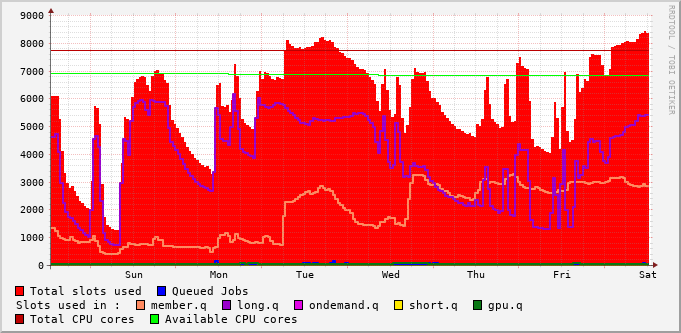 9000
8000
7000
6000
5000
4000
3000
2000
1000
0
Sun Mon Tue Wed Thu Fri Sat
RRDTOOL / TOBI OETIKER
Total slots used Queued Jobs
Slots used in : member.q long.q ondemand.q short.q gpu.q
Total CPU cores Available CPU cores